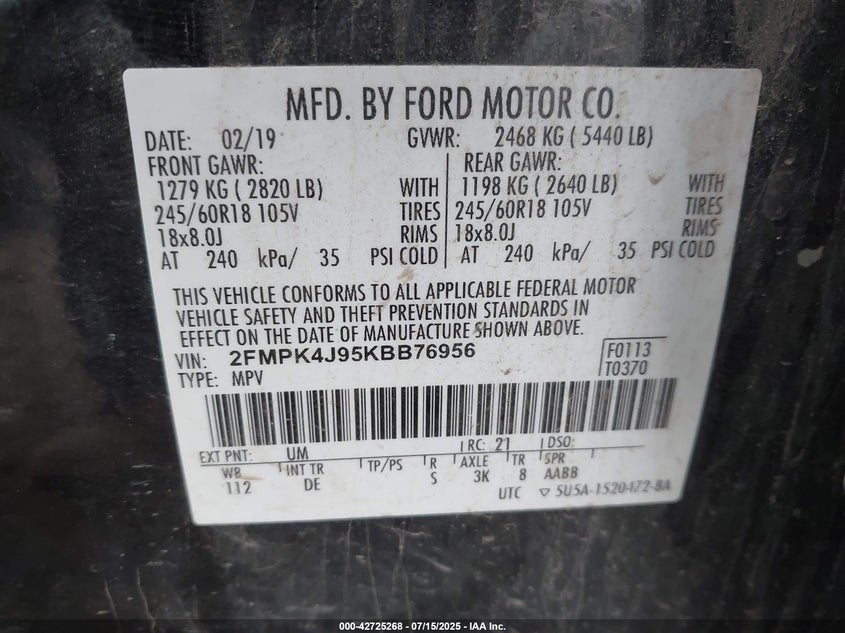 MFD. BY FORD MOTOR CO.
DATE: 02/19 GVWR: 2468 KG ( 5440 LB)
FRONT GAWR: REAR GAWR:
1279 KG ( 2820 LB) WITH 1198 KG ( 2640 LB) WITH
245/60R18 105V TIRES 245/60R18 105V TIRES
18x8.0J RIMS 18x8.0J RIMS
AT 240 kPa/ 35 PSI COLD AT 240 kPa/ 35 PSI COLD
THIS VEHICLE CONFORMS TO ALL APPLICABLE FEDERAL MOTOR
VEHICLE SAFETY AND THEFT PREVENTION STANDARDS IN
EFFECT ON THE DATE OF MANUFACTURE SHOWN ABOVE.
VIN: 2FMPK4J95KBB76956 F0113
TYPE: MPV T0370
EXT PNT: UM RC: 21 DSO:
WB INT TR TP/PS R AXLE TR SPR
112 DE S 3K 8 AABB
UTC ▽ 5U5A-1520472-BA
000-42725268 - 07/15/2025 - IAA Inc.